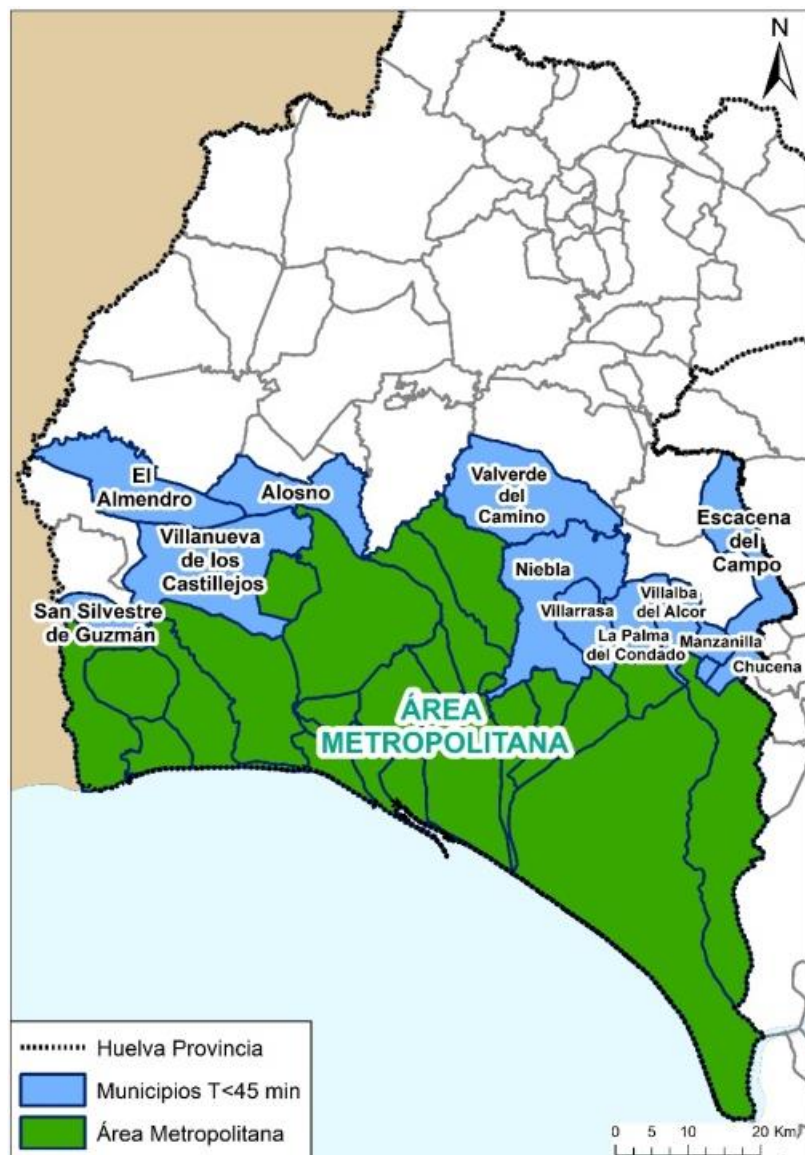 N
El
Almendro
Alosno
Valverde
del
Camino
Escacena
del
Campo
Villanueva
de los
Castillejos
Niebla
San Silvestre
de Guzmán
Villarrasa
Villalba
del Alcor
La Palma
del Condado
Manzanilla
Chucena
ÁREA
METROPOLITANA
Huelva Provincia
Municipios T<45 min
Área Metropolitana
0 5 10 20 Km